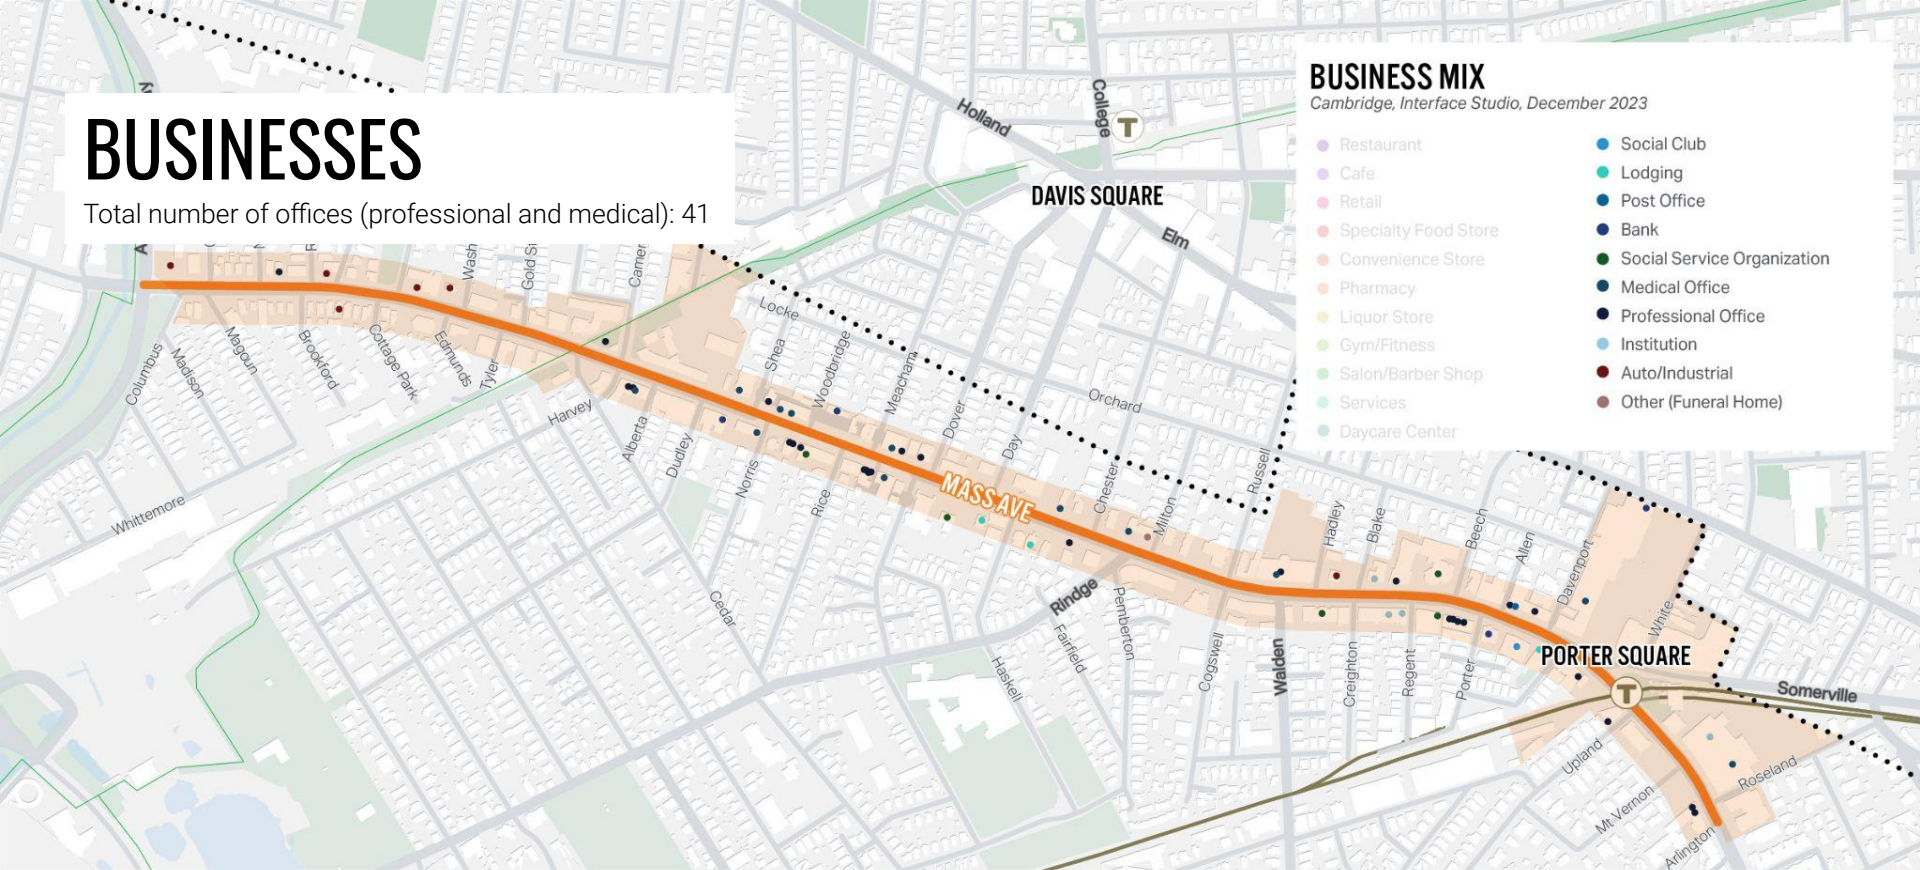 BUSINESSES
Total number of offices (professional and medical): 41
BUSINESS MIX
Cambridge, Interface Studio, December 2023
Restaurant
Cafe
Retail
Specialty Food Store
Convenience Store
Pharmacy
Liquor Store
Gym/Fitness
Salon/Barber Shop
Services
Daycare Center
Social Club
Lodging
Post Office
Bank
Social Service Organization
Medical Office
Professional Office
Institution
Auto/Industrial
Other (Funeral Home)
Holland
College
T
DAVIS SQUARE
Elm
Wash
Gold S
Camer
Locke
Shea
Woodbridge
Meacham
Dover
Day
Orchard
Chester
Milton
Russell
Hadley
Blake
Beech
Allen
Davenport
White
Columbus
Madison
Magoun
Brookford
Cottage Park
Edmunds
Tyler
Harvey
Alberta
Dudley
Norris
Rice
MASS AVE
Whittemore
Cedar
Rindge
Fairfield
Pemberton
Haskell
Cogswell
Walden
Creighton
Regent
Porter
PORTER SQUARE
T
Somerville
Upland
Roseland
Mt Vernon
Arlington